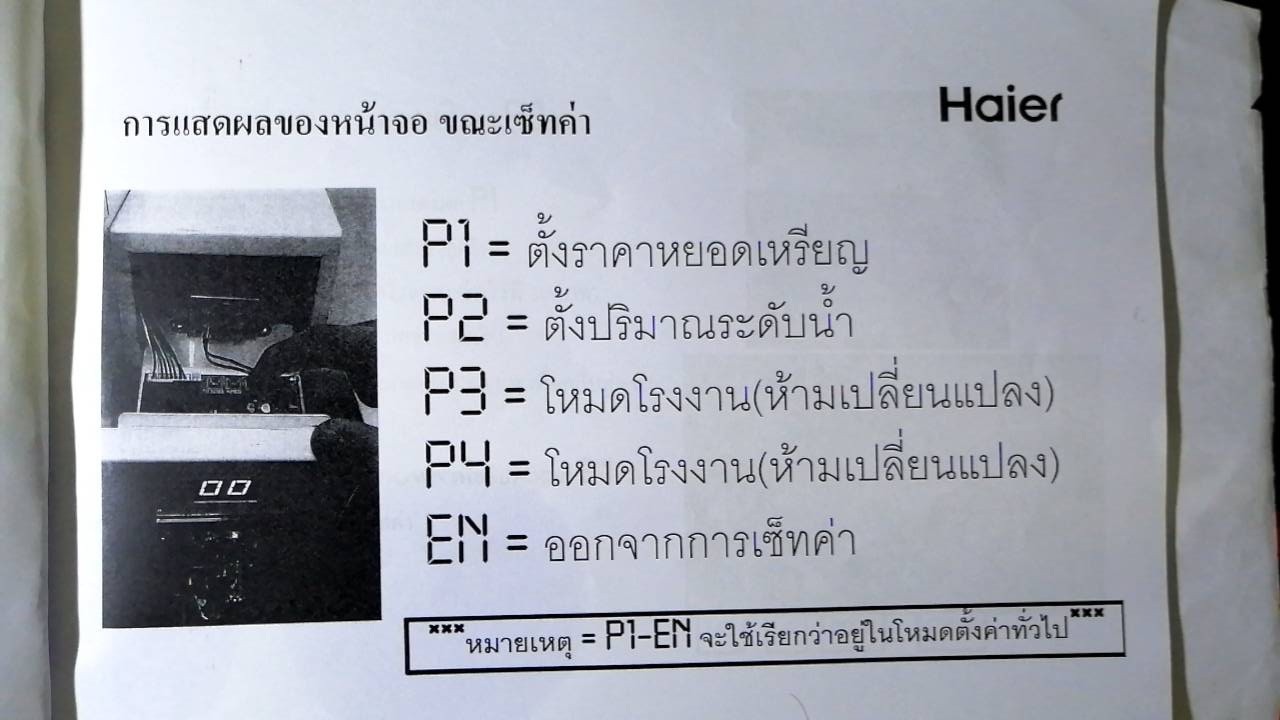 Haier
การแสดผลของหน้าจอ ขณะเซ็ทค่า
P1 = ตั้งราคาหยอดเหรียญ
P2 = ตั้งปริมาณระดับน้ำ
P3 = โหมดโรงงาน(ห้ามเปลี่ยนแปลง)
P4 = โหมดโรงงาน(ห้ามเปลี่ยนแปลง)
EN = ออกจากการเซ็ทค่า
00
***หมายเหตุ = P1-EN จะใช้เรียกว่าอยู่ในโหมดตั้งค่าทั่วไป***